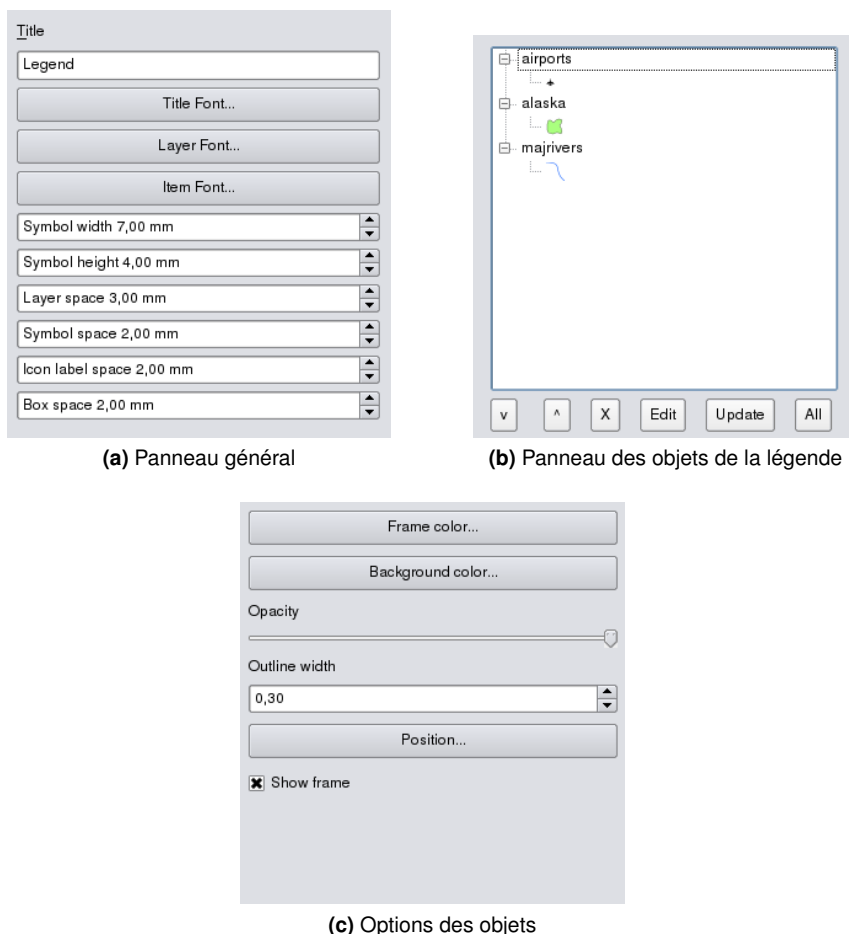 Title
Legend
Title Font...
Layer Font...
Item Font...
Symbol width 7,00 mm
Symbol height 4,00 mm
Layer space 3,00 mm
Symbol space 2,00 mm
Icon label space 2,00 mm
Box space 2,00 mm
(a) Panneau général
airports
alaska
majrivers
v ^ X Edit Update All
(b) Panneau des objets de la légende
Frame color...
Background color...
Opacity
Outline width
0,30
Position...
Show frame
(c) Options des objets